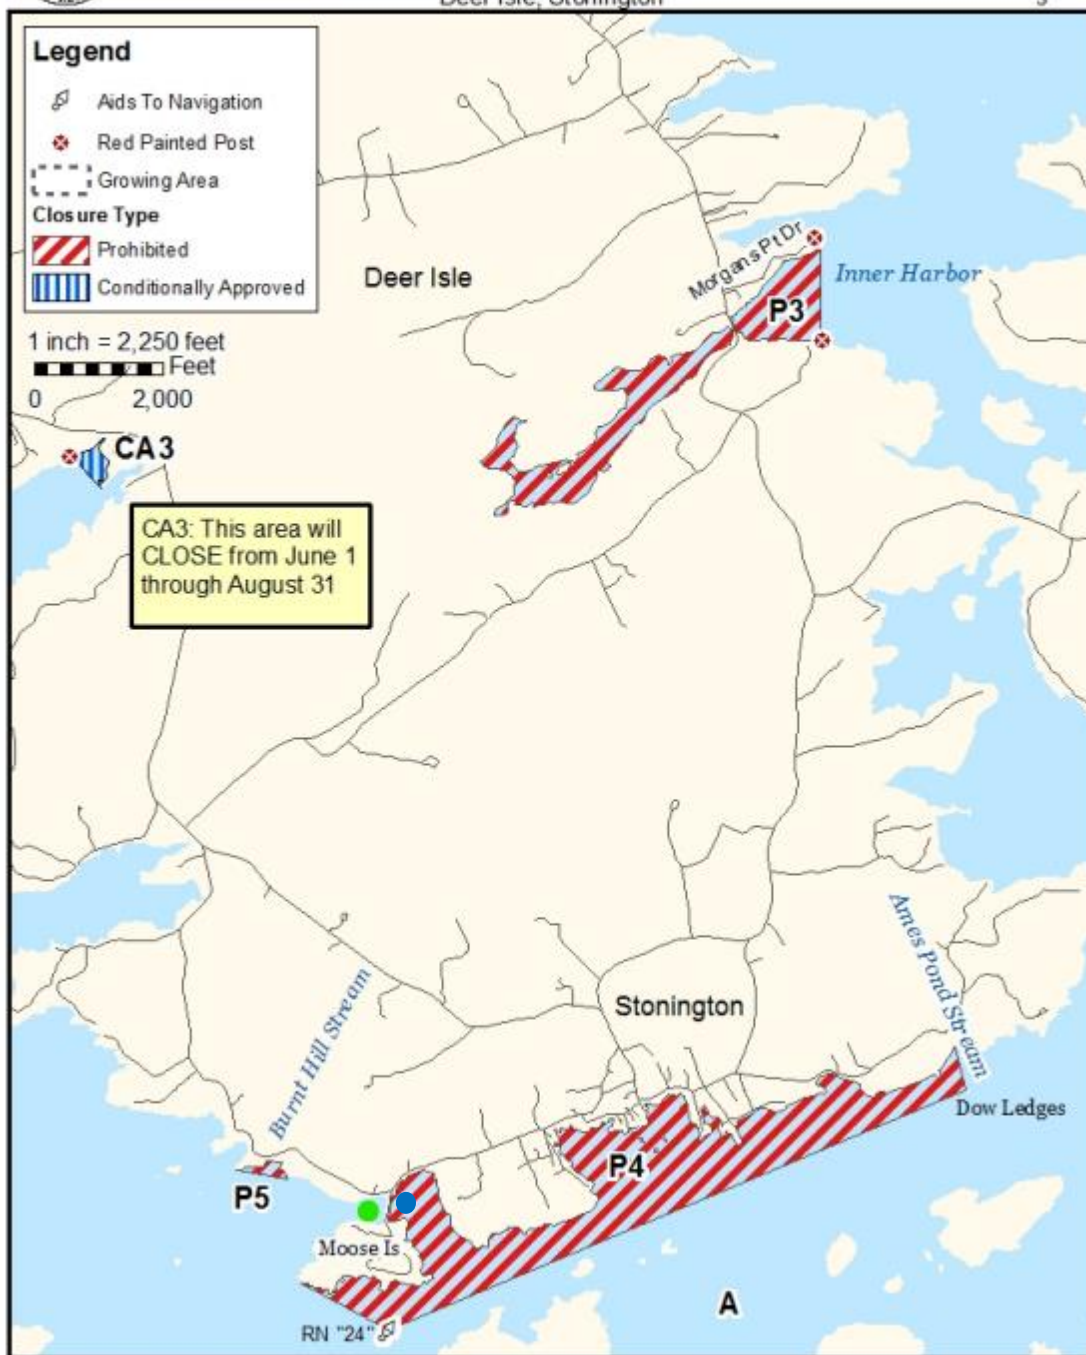 Deer Isle, Stonington
Legend
Aids To Navigation
Red Painted Post
Growing Area
Closure Type
Prohibited
Conditionally Approved
1 inch = 2,250 feet
Feet
0 2,000
Deer Isle
Morgans Pt Dr
Inner Harbor
P3
CA3
CA3: This area will
CLOSE from June 1
through August 31
Ames Pond Stream
Burnt Hill Stream
Stonington
Dow Ledges
P4
P5
Moose Is
A
RN "24"